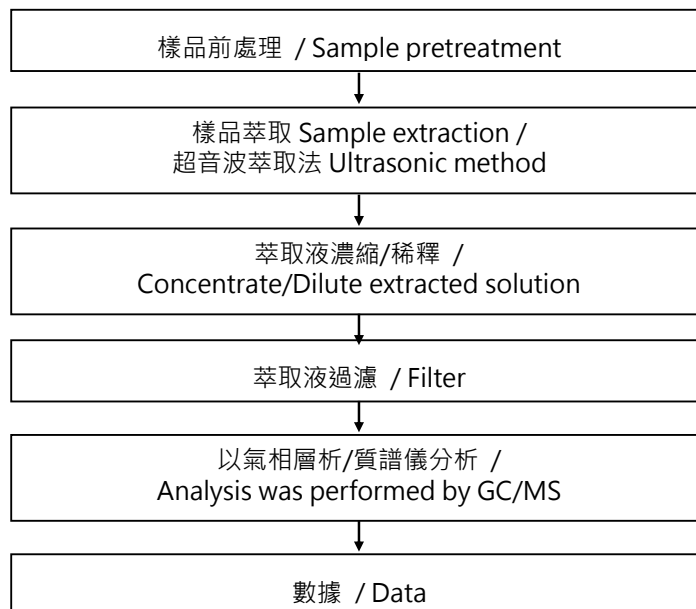 樣品前處理 / Sample pretreatment
樣品萃取 Sample extraction /
超音波萃取法 Ultrasonic method
萃取液濃縮/稀釋 /
Concentrate/Dilute extracted solution
萃取液過濾 / Filter
以氣相層析/質譜儀分析 /
Analysis was performed by GC/MS
數據 / Data